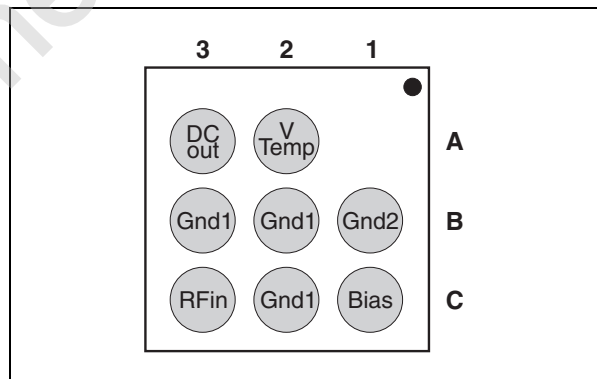 3 2 1
DC out
V Temp
A
Gnd1 Gnd1 Gnd2 B
RFin Gnd1 Bias C